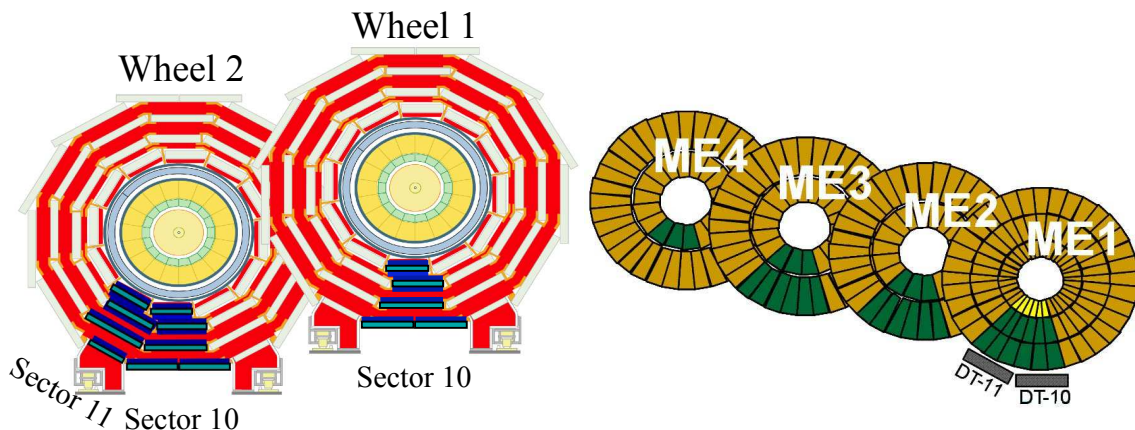 Wheel 1
Wheel 2
ME4
ME3
ME2
ME1
Sector 11
Sector 10
Sector 10
DT-11
DT-10